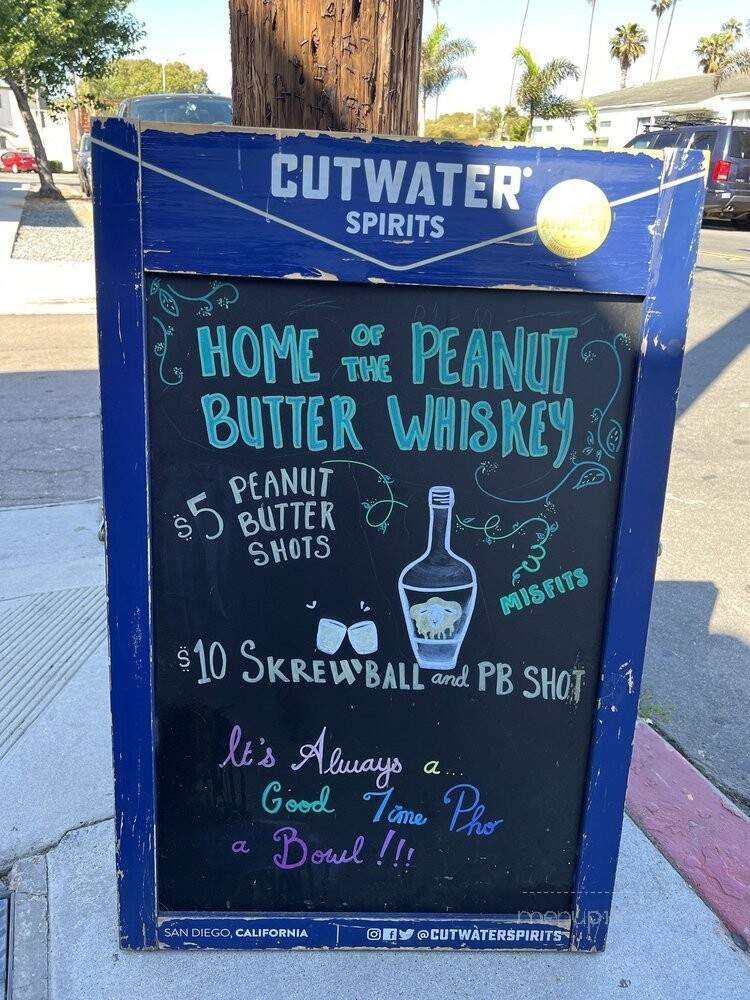 CUTWATER
SPIRITS
HOME OF THE PEANUT
BUTTER WHISKEY
$5 PEANUT
BUTTER
SHOTS
MISFITS
$10 SKREWBALL and PB SHOT
It's Always a...
Good Time Pho
a Bowl!!!
SAN DIEGO, CALIFORNIA
@CUTWATERSPIRITS